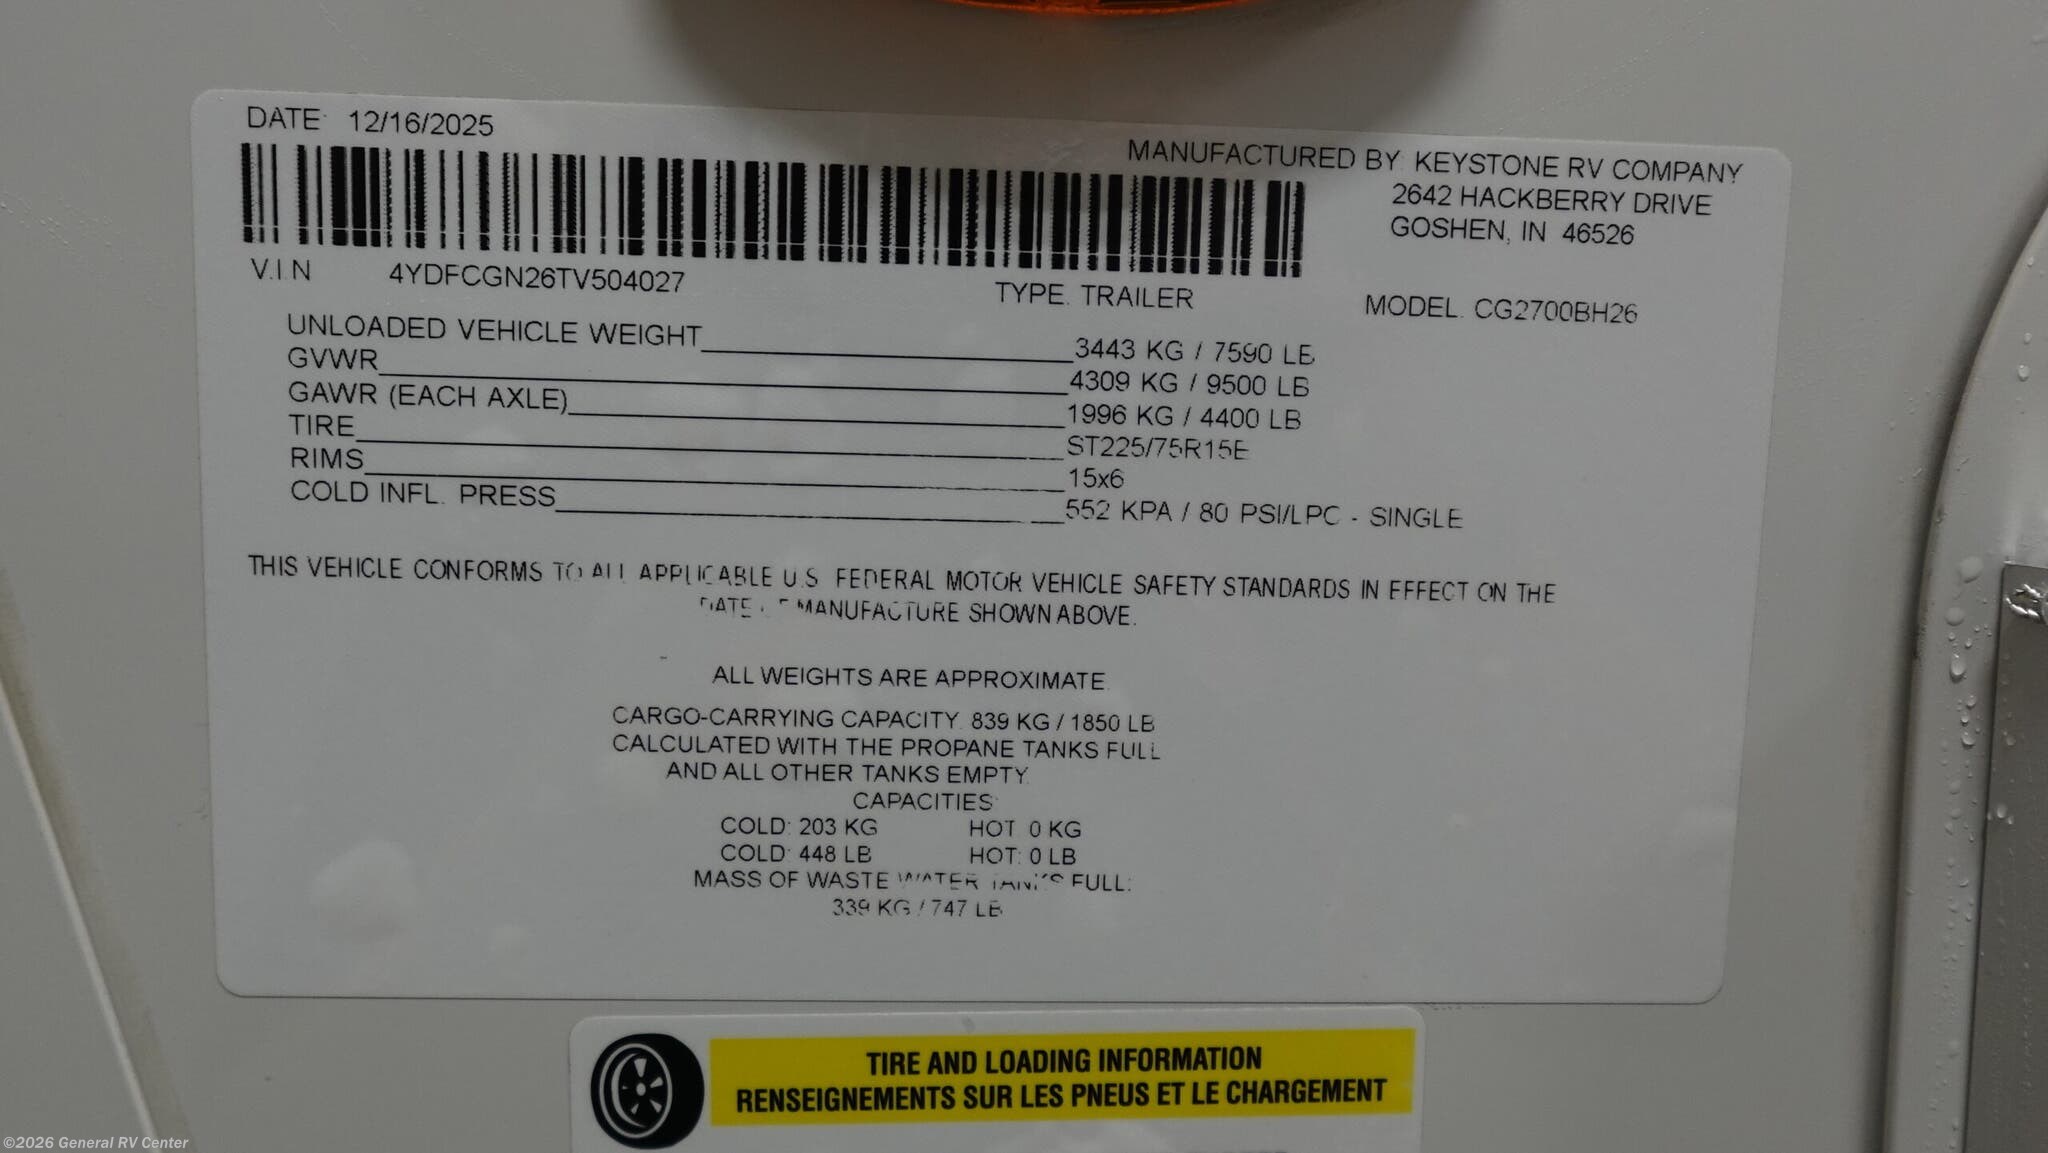 DATE: 12/16/2025
MANUFACTURED BY: KEYSTONE RV COMPANY
2642 HACKBERRY DRIVE
GOSHEN, IN 46526
V.I.N 4YDFCGN26TV504027
TYPE. TRAILER
MODEL. CG2700BH26
UNLOADED VEHICLE WEIGHT 3443 KG / 7590 LB
GVWR 4309 KG / 9500 LB
GAWR (EACH AXLE) 1996 KG / 4400 LB
TIRE ST225/75R15E
RIMS 15x6
COLD INFL. PRESS 552 KPA / 80 PSI/LPC - SINGLE
THIS VEHICLE CONFORMS TO ALL APPLICABLE U.S. FEDERAL MOTOR VEHICLE SAFETY STANDARDS IN EFFECT ON THE
DATE OF MANUFACTURE SHOWN ABOVE.
ALL WEIGHTS ARE APPROXIMATE.
CARGO-CARRYING CAPACITY. 839 KG / 1850 LB
CALCULATED WITH THE PROPANE TANKS FULL
AND ALL OTHER TANKS EMPTY.
CAPACITIES:
COLD: 203 KG HOT: 0 KG
COLD: 448 LB HOT: 0 LB
MASS OF WASTE WATER TANKS FULL:
339 KG / 747 LB
TIRE AND LOADING INFORMATION
RENSEIGNEMENTS SUR LES PNEUS ET LE CHARGEMENT
©2026 General RV Center